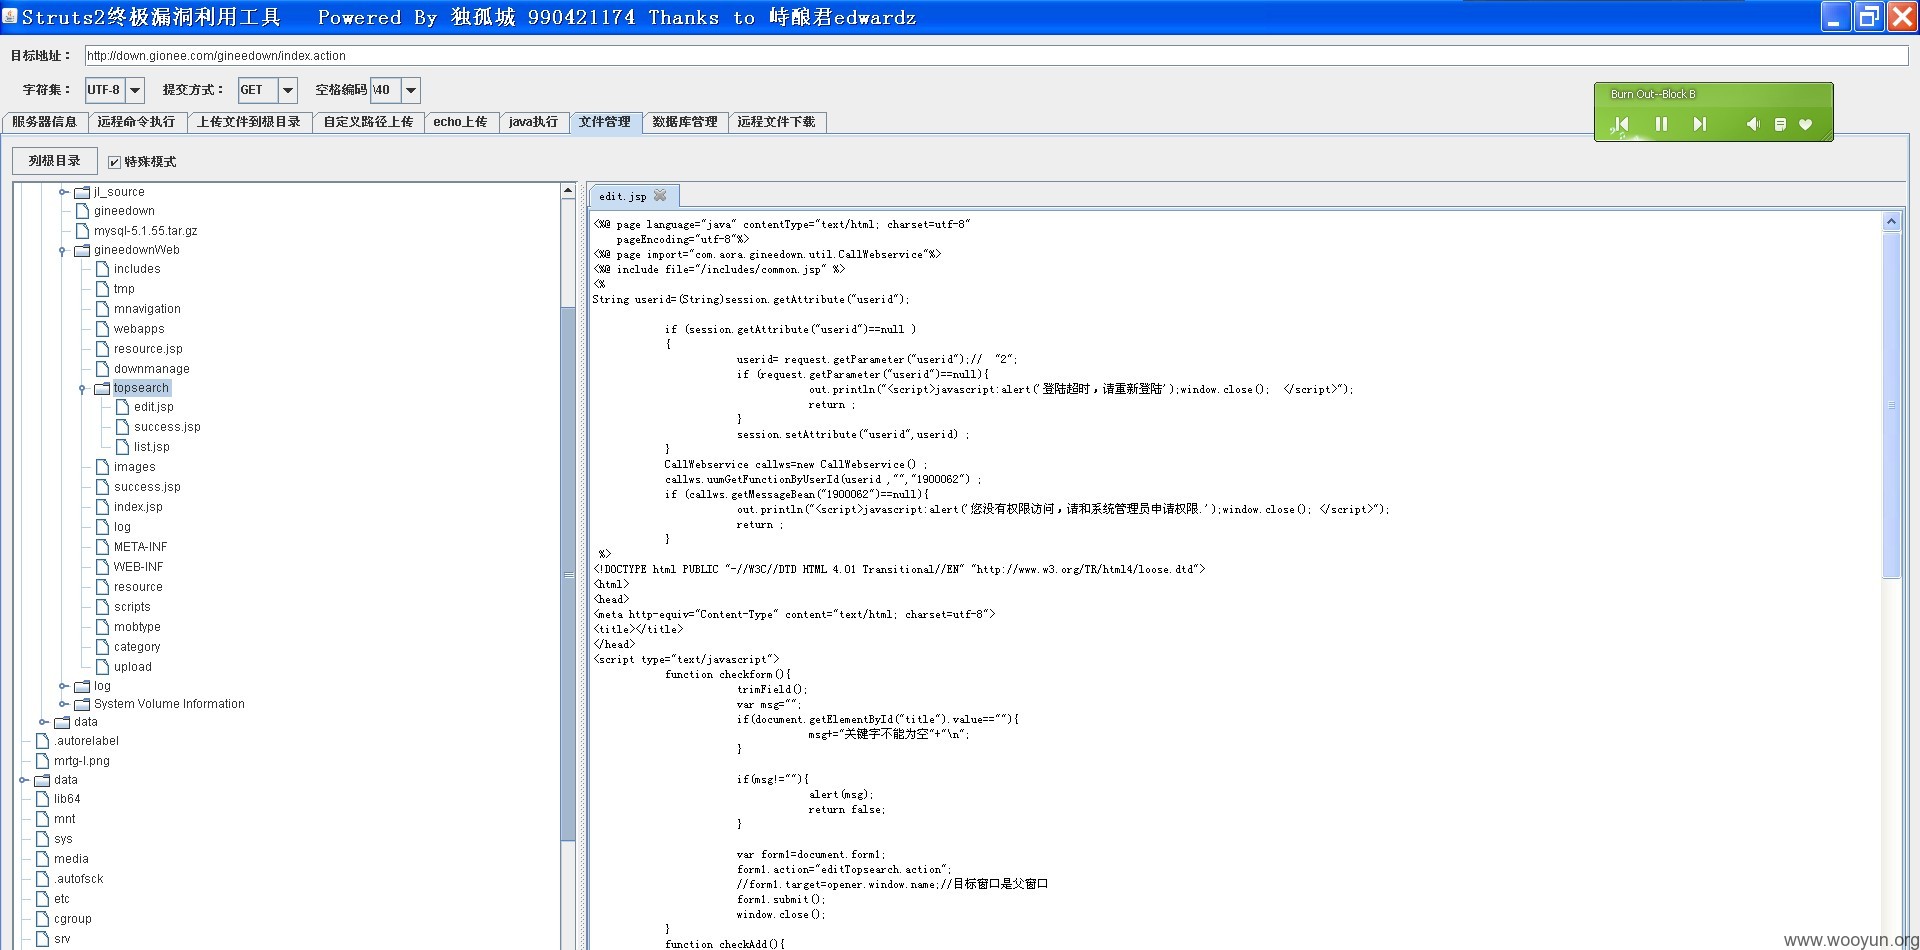 Struts2终极漏洞利用工具 Powered By 独孤城 990421174 Thanks to 峙酿君edwardz
目标地址： http://down.gionee.com/gineedown/index.action
字符集： UTF-8 提交方式： GET 空格编码 \40
Burn Out--Block B
服务器信息 远程命令执行 上传文件到根目录 自定义路径上传 echo上传 java执行 文件管理 数据库管理 远程文件下载
列根目录 特殊模式
jl_source
gineedown
mysql-5.1.55.tar.gz
gineedownWeb
includes
tmp
mnavigation
webapps
resource.jsp
downmanage
topsearch
edit.jsp
success.jsp
list.jsp
images
success.jsp
index.jsp
log
META-INF
WEB-INF
resource
scripts
mobtype
category
upload
log
System Volume Information
data
.autorelabel
mrtg-l.png
data
lib64
mnt
sys
media
.autofsck
etc
cgroup
srv
edit.jsp
<%@ page language="java" contentType="text/html; charset=utf-8"
pageEncoding="utf-8"%>
<%@ page import="com.aora.gineedown.util.CallWebservice"%>
<%@ include file="/includes/common.jsp" %>
<%
String userid=(String)session.getAttribute("userid");
if (session.getAttribute("userid")==null )
{
userid= request.getParameter("userid");// "2";
if (request.getParameter("userid")==null){
out.println("<script>javascript:alert('登陆超时，请重新登陆');window.close(); </script>");
return ;
}
session.setAttribute("userid",userid) ;
}
CallWebservice callws=new CallWebservice() ;
callws.uumGetFunctionByUserId(userid ,"","1900062") ;
if (callws.getMessageBean("1900062")==null){
out.println("<script>javascript:alert('您没有权限访问，请和系统管理员申请权限.');window.close(); </script>");
return ;
}
%>
<!DOCTYPE html PUBLIC "-//W3C//DTD HTML 4.01 Transitional//EN" "http://www.w3.org/TR/html4/loose.dtd">
<html>
<head>
<meta http-equiv="Content-Type" content="text/html; charset=utf-8">
<title></title>
</head>
<script type="text/javascript">
function checkform(){
trimField();
var msg="";
if(document.getElementById("title").value==""){
msg+="关键字不能为空"+"\n";
}
if(msg!=""){
alert(msg);
return false;
}
var form1=document.form1;
form1.action="editTopsearch.action";
//form1.target=opener.window.name;//目标窗口是父窗口
form1.submit();
window.close();
}
function checkAdd(){
www.wooyun.org